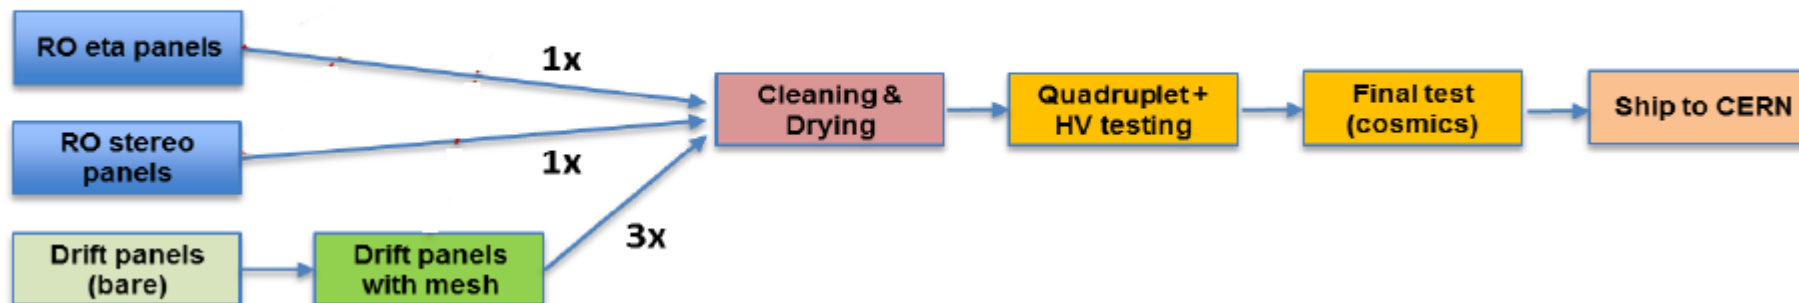 RO eta panels
1x
Cleaning &
Drying
Quadruplet+
HV testing
Final test
(cosmics)
Ship to CERN
RO stereo
panels
1x
Drift panels
(bare)
Drift panels
with mesh
3x